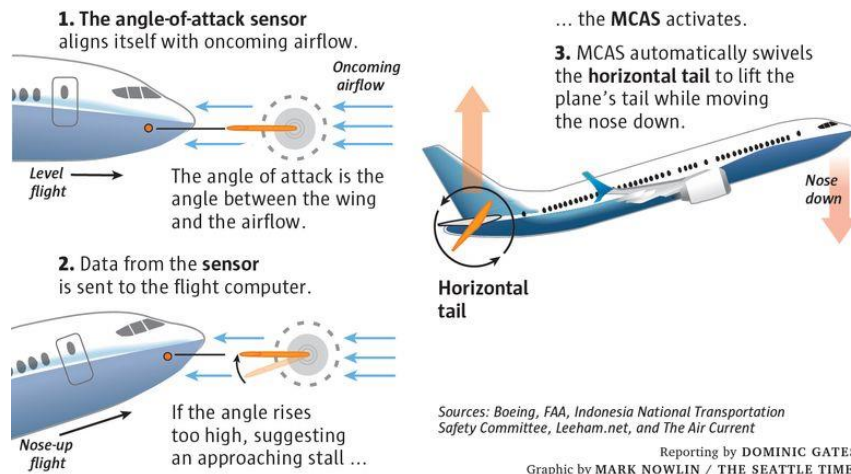 1. The angle-of-attack sensor
aligns itself with oncoming airflow.
Oncoming
airflow
Level
flight
The angle of attack is the
angle between the wing
and the airflow.
2. Data from the sensor
is sent to the flight computer.
Nose-up
flight
If the angle rises
too high, suggesting
an approaching stall ...
... the MCAS activates.
3. MCAS automatically swivels
the horizontal tail to lift the
plane's tail while moving
the nose down.
Nose
down
Horizontal
tail
Sources: Boeing, FAA, Indonesia National Transportation
Safety Committee, Leeham.net, and The Air Current
Reporting by DOMINIC GATES
Graphic by MARK NOWLIN / THE SEATTLE TIME